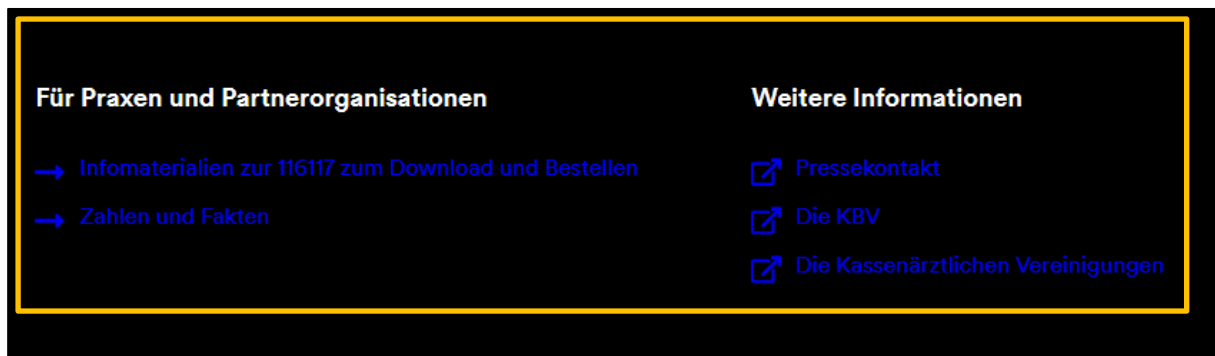 Für Praxen und Partnerorganisationen
Infomaterialien zur 116117 zum Download und Bestellen
Zahlen und Fakten
Weitere Informationen
Pressekontakt
Die KBV
Die Kassenärztlichen Vereinigungen